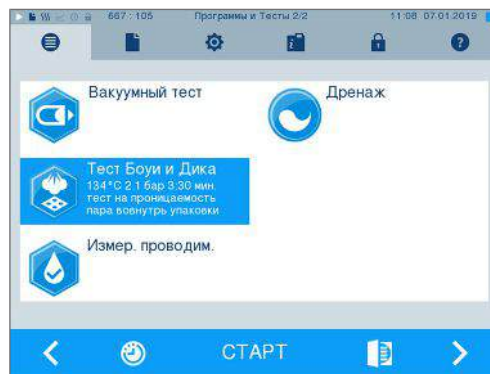 667 : 105
Программы и Тесты 2/2
11:08 07.01.2019
Вакуумный тест
Дренаж
Тест Боуи и Дика
134°C 2.1 бар 3.30 мин.
тест на проницаемость
пара вовнутрь упаковки
Измер. проводим.
СТАРТ